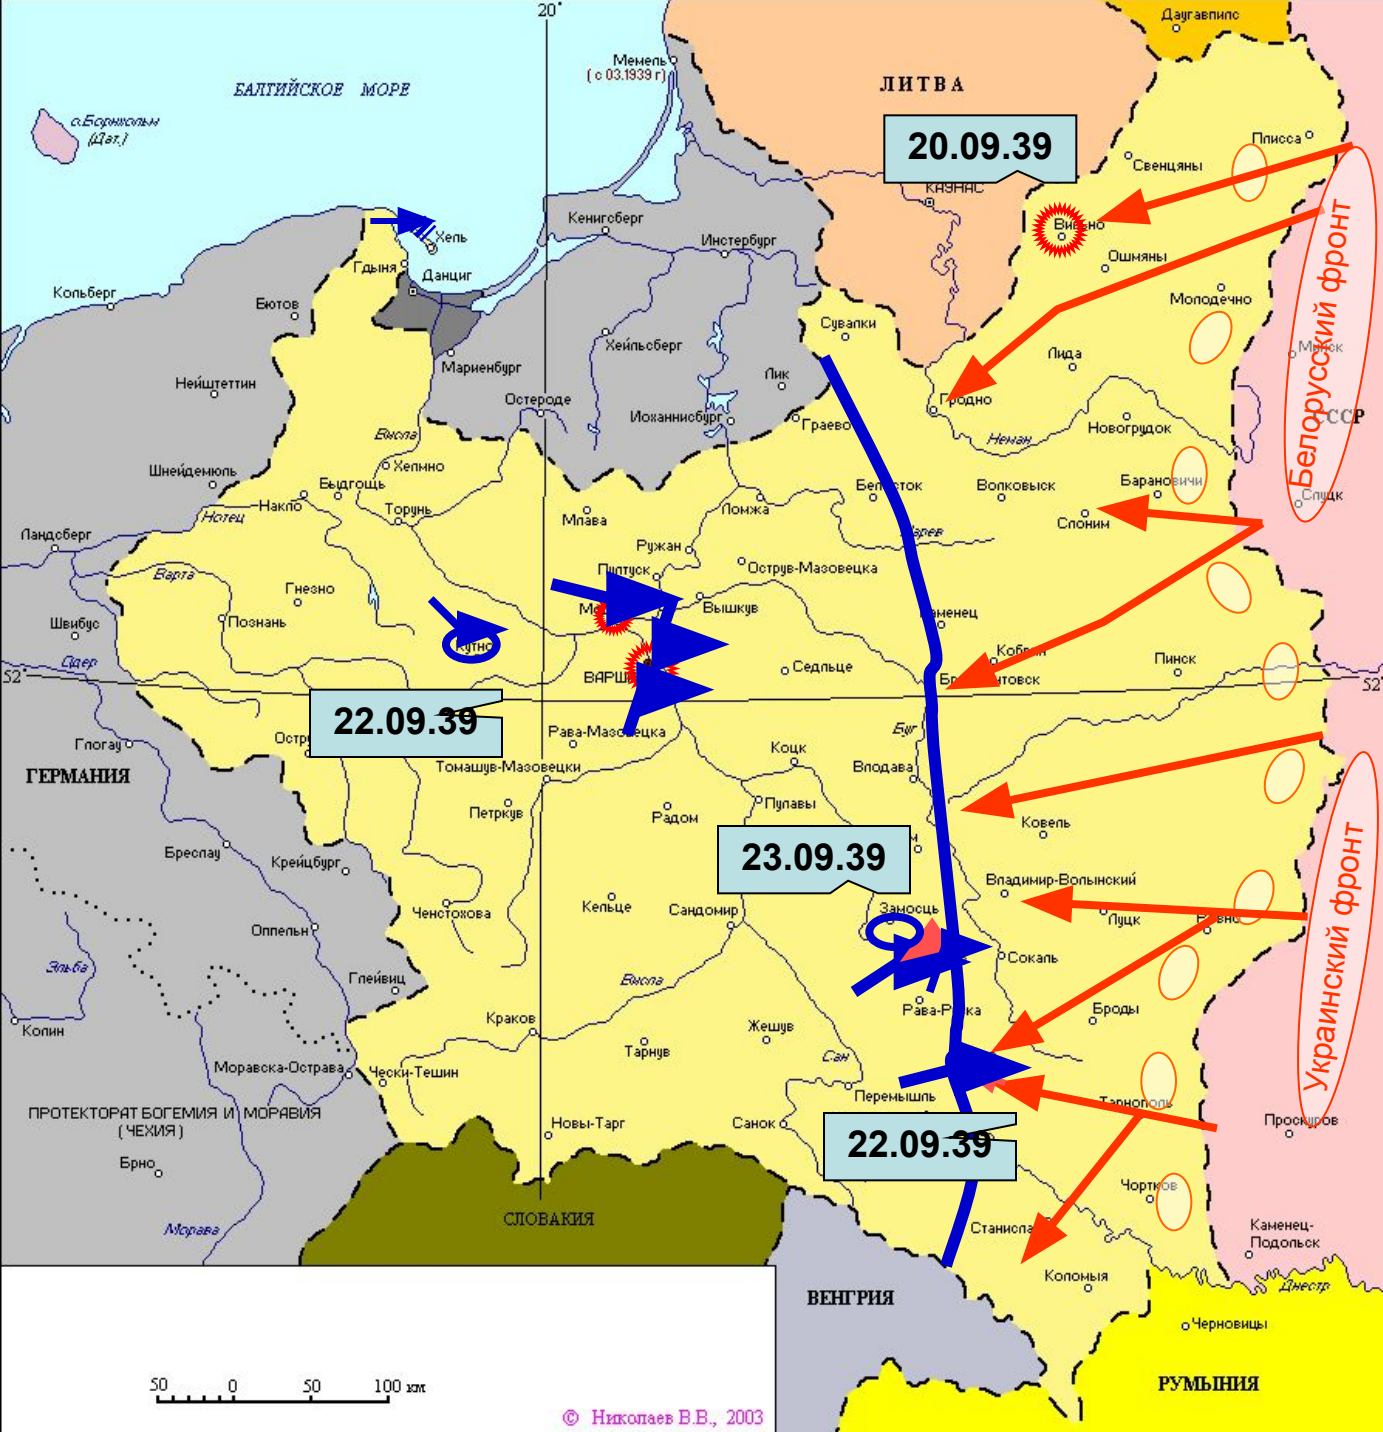 20°
Даугавпилс
Мемель
( с 03.1939 г)
БАЛТИЙСКОЕ МОРЕ
ЛИТВА
о.Борнхольм
(Дат.)
20.09.39
Плисса
Свенцяны
КАУНАС
Кенигсберг
Вильно
Хель
Инстербург
Гдыня
Ошмяны
Данциг
Белорусский фронт
Кольберг
Бютов
Молодечно
Сувалки
Хейльсберг
Лида
Минск
Мариенбург
Нейштеттин
Лик
Остероде
Гродно
Иоханнисбург
Граево
Новогрудок
СССР
Висла
Неман
Хелмно
Шнейдемюль
Быдгощь
Волковыск
Барановичи
Слуцк
Накло
Торунь
Ломжа
Нотец
Млава
Слоним
Ландсберг
Ружан
Пултуск
Остров-Мазовецка
Варта
Гнезно
Вышкув
Каменец
Познань
Швибус
Кутно
Кобрин
Одер
Седльце
Пинск
52°
52°
22.09.39
Рава-Мазовецка
Буг
Глогау
Коцк
Томашув-Мазовецки
Влодава
ГЕРМАНИЯ
Петркув
Пулавы
Радом
Ковель
Бреслау
23.09.39
Крейцбург
Владимир-Волынский
Кельце
Сандомир
Замосць
Ченстохова
Луцк
Оппельн
Украинский фронт
Эльба
Сокаль
Глейвиц
Висла
Колин
Краков
Рава-Русска
Броды
Жешув
Тарнув
Сан
Моравска-Острава
Чески-Тешин
Перемышль
Тарнополь
ПРОТЕКТОРАТ БОГЕМИЯ И МОРАВИЯ
( ЧЕХИЯ )
Новы-Тарг
Санок
Проскуров
22.09.39
Брно
Чортков
СЛОВАКИЯ
Морава
Каменец-
Подольск
Коломыя
Днестр
ВЕНГРИЯ
Черновицы
РУМЫНИЯ
50 0 50 100 км
© Николаев В.В., 2003